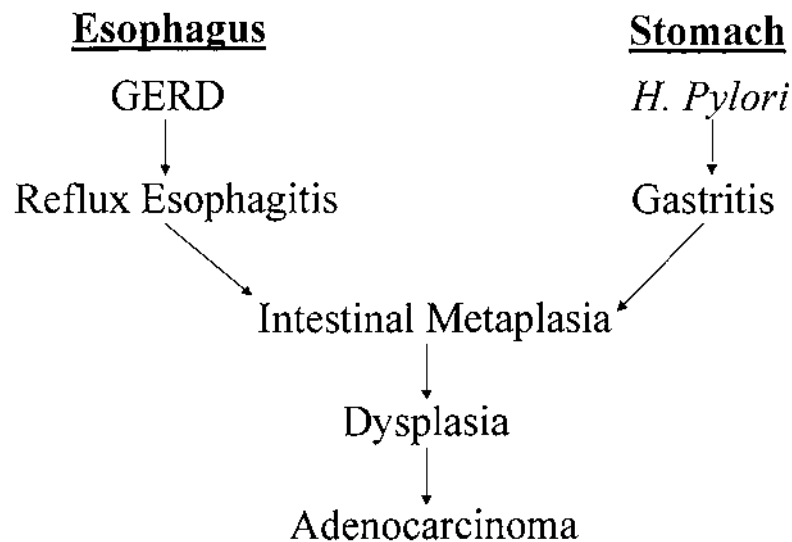 Esophagus
Stomach
GERD
H. Pylori
Reflux Esophagitis
Gastritis
Intestinal Metaplasia
Dysplasia
Adenocarcinoma